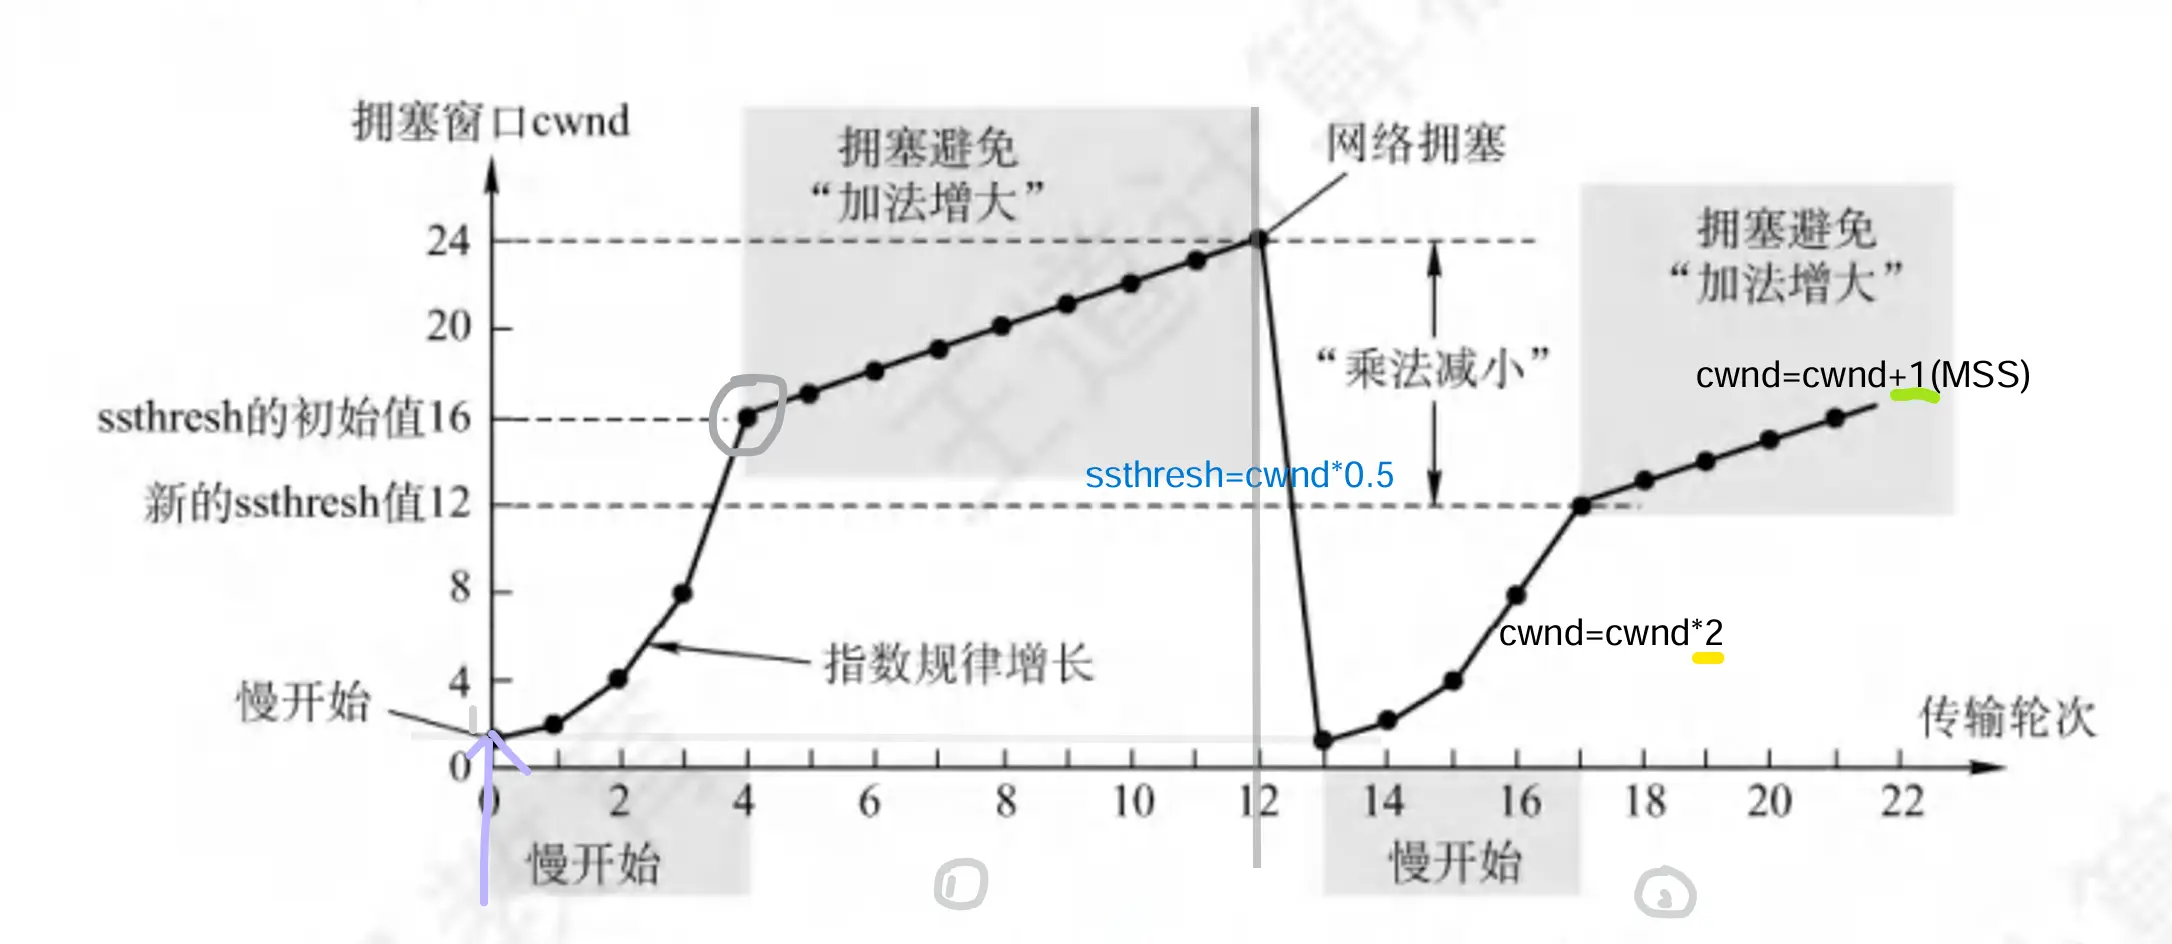 拥塞窗口cwnd
拥塞避免
“加法增大”
网络拥塞
拥塞避免
“加法增大”
24
20
“乘法减小”
cwnd=cwnd+1(MSS)
ssthresh的初始值16
ssthresh=cwnd*0.5
新的ssthresh值12
8
cwnd=cwnd*2
指数规律增长
4
慢开始
1
传输轮次
0
0 2 4 6 8 10 12 14 16 18 20 22
慢开始
慢开始
1
2